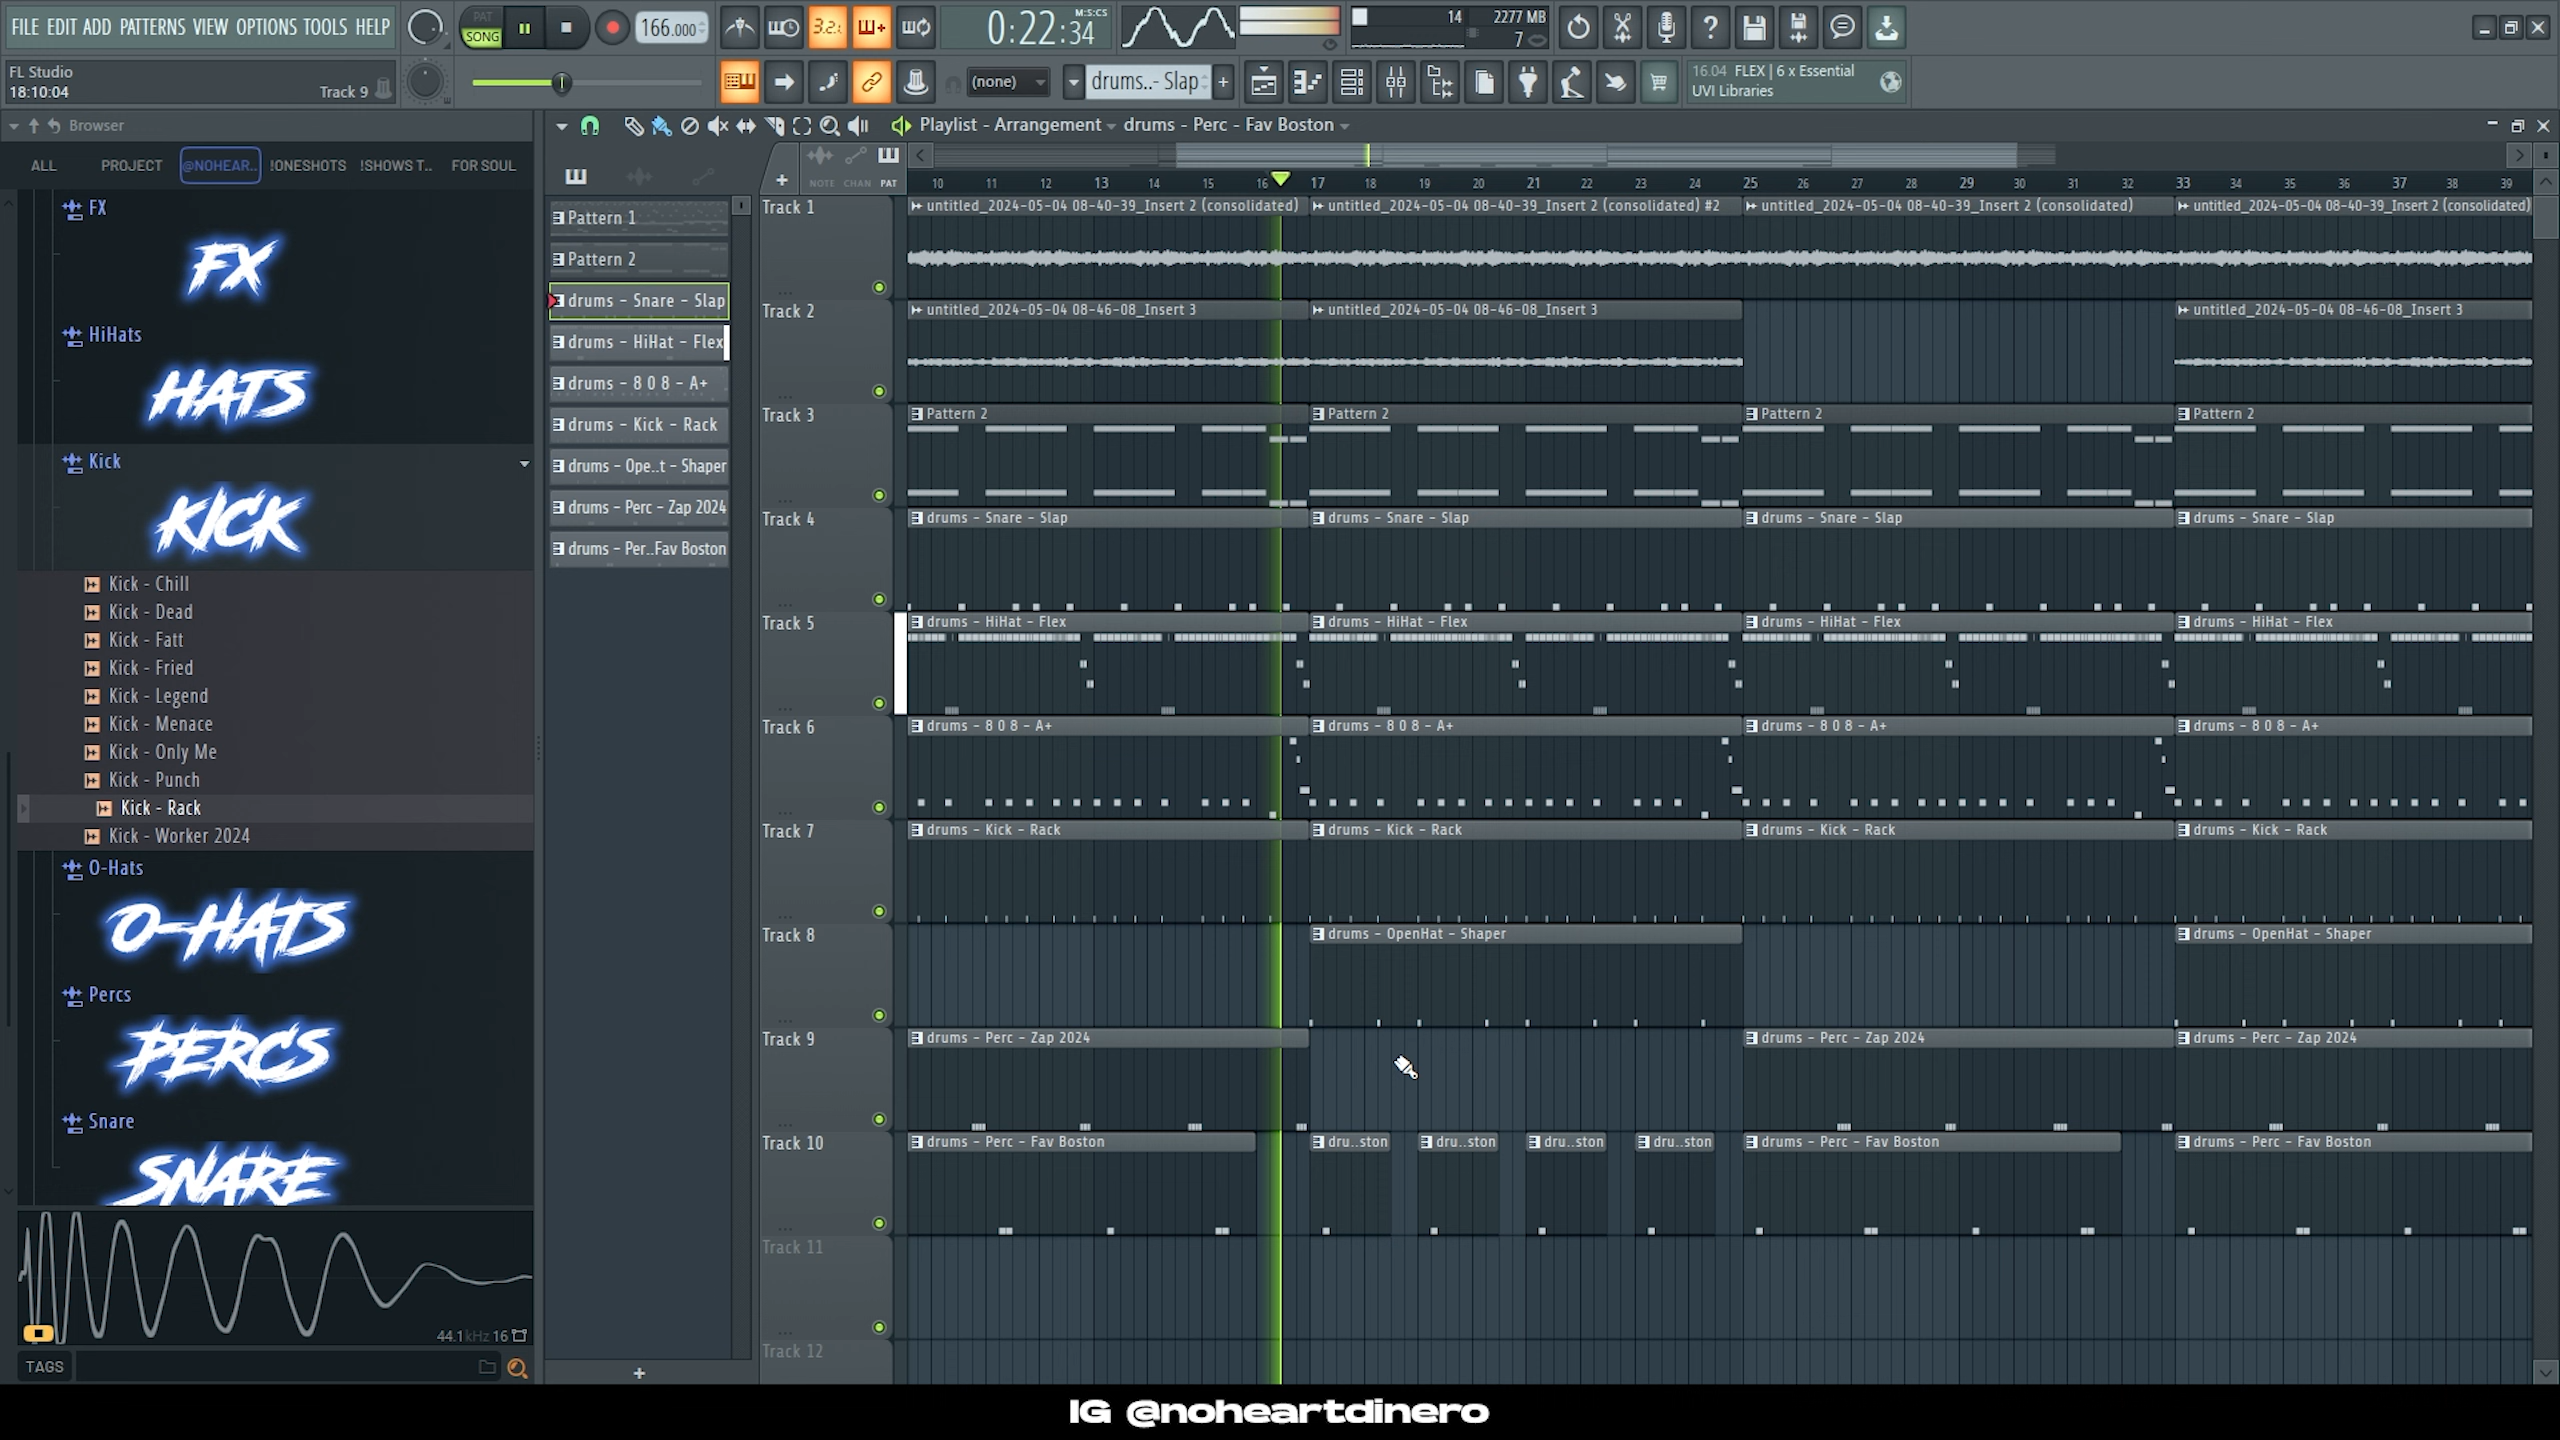 FILE EDIT ADD PATTERNS VIEW OPTIONS TOOLS HELP
PAT
SONG
166.000
3.2.
0:22:34
M:S:CS
14
2277 MB
7
FL Studio
18:10:04
Track 9
(none)
drums..- Slap
16.04 FLEX | 6 x Essential
UVI Libraries
Browser
ALL
PROJECT
@NOHEAR..
!ONESHOTS
!SHOWS T..
FOR SOUL
Playlist - Arrangement
drums - Perc - Fav Boston
NOTE CHAN PAT
10 11 12 13 14 15 16 17 18 19 20 21 22 23 24 25 26 27 28 29 30 31 32 33 34 35 36 37 38 39
FX
FX
HiHats
HATS
Kick
KICK
Kick - Chill
Kick - Dead
Kick - Fatt
Kick - Fried
Kick - Legend
Kick - Menace
Kick - Only Me
Kick - Punch
Kick - Rack
Kick - Worker 2024
O-Hats
O-HATS
Percs
PERCS
Snare
SNARE
44.1kHz 16
TAGS
Pattern 1
Pattern 2
drums - Snare - Slap
drums - HiHat - Flex
drums - 8 0 8 - A+
drums - Kick - Rack
drums - Ope..t - Shaper
drums - Perc - Zap 2024
drums - Per..Fav Boston
Track 1
untitled_2024-05-04 08-40-39_Insert 2 (consolidated)
untitled_2024-05-04 08-40-39_Insert 2 (consolidated) #2
untitled_2024-05-04 08-40-39_Insert 2 (consolidated)
untitled_2024-05-04 08-40-39_Insert 2 (consolidated)
Track 2
untitled_2024-05-04 08-46-08_Insert 3
untitled_2024-05-04 08-46-08_Insert 3
untitled_2024-05-04 08-46-08_Insert 3
Track 3
Pattern 2
Pattern 2
Pattern 2
Pattern 2
Track 4
drums - Snare - Slap
drums - Snare - Slap
drums - Snare - Slap
drums - Snare - Slap
Track 5
drums - HiHat - Flex
drums - HiHat - Flex
drums - HiHat - Flex
drums - HiHat - Flex
Track 6
drums - 8 0 8 - A+
drums - 8 0 8 - A+
drums - 8 0 8 - A+
drums - 8 0 8 - A+
Track 7
drums - Kick - Rack
drums - Kick - Rack
drums - Kick - Rack
drums - Kick - Rack
Track 8
drums - OpenHat - Shaper
drums - OpenHat - Shaper
Track 9
drums - Perc - Zap 2024
drums - Perc - Zap 2024
drums - Perc - Zap 2024
Track 10
drums - Perc - Fav Boston
dru..ston
dru..ston
dru..ston
dru..ston
drums - Perc - Fav Boston
drums - Perc - Fav Boston
Track 11
Track 12
IG @noheartdinero